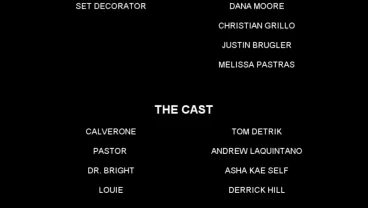 SET DECORATOR DANA MOORE
CHRISTIAN GRILLO
JUSTIN BRUGLER
MELISSA PASTRAS
THE CAST
CALVERONE TOM DETRIK
PASTOR ANDREW LAQUINTANO
DR. BRIGHT ASHA KAE SELF
LOUIE DERRICK HILL